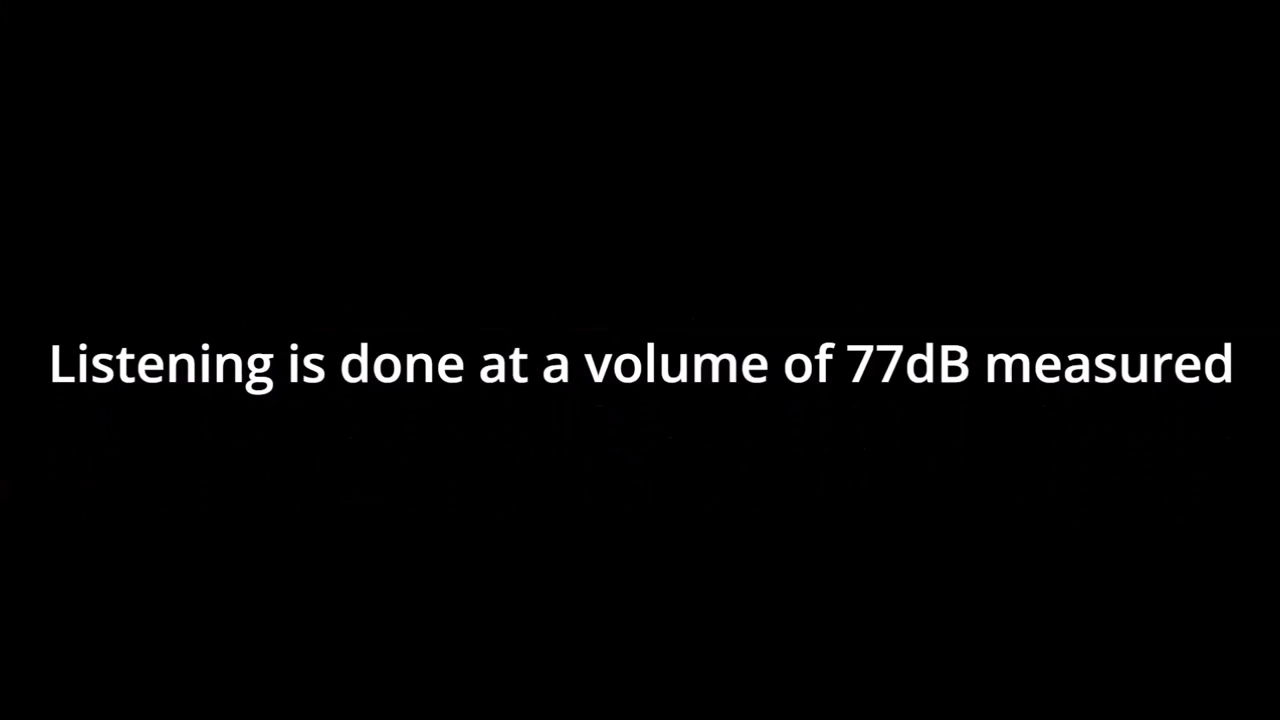 Listening is done at a volume of 77dB measured